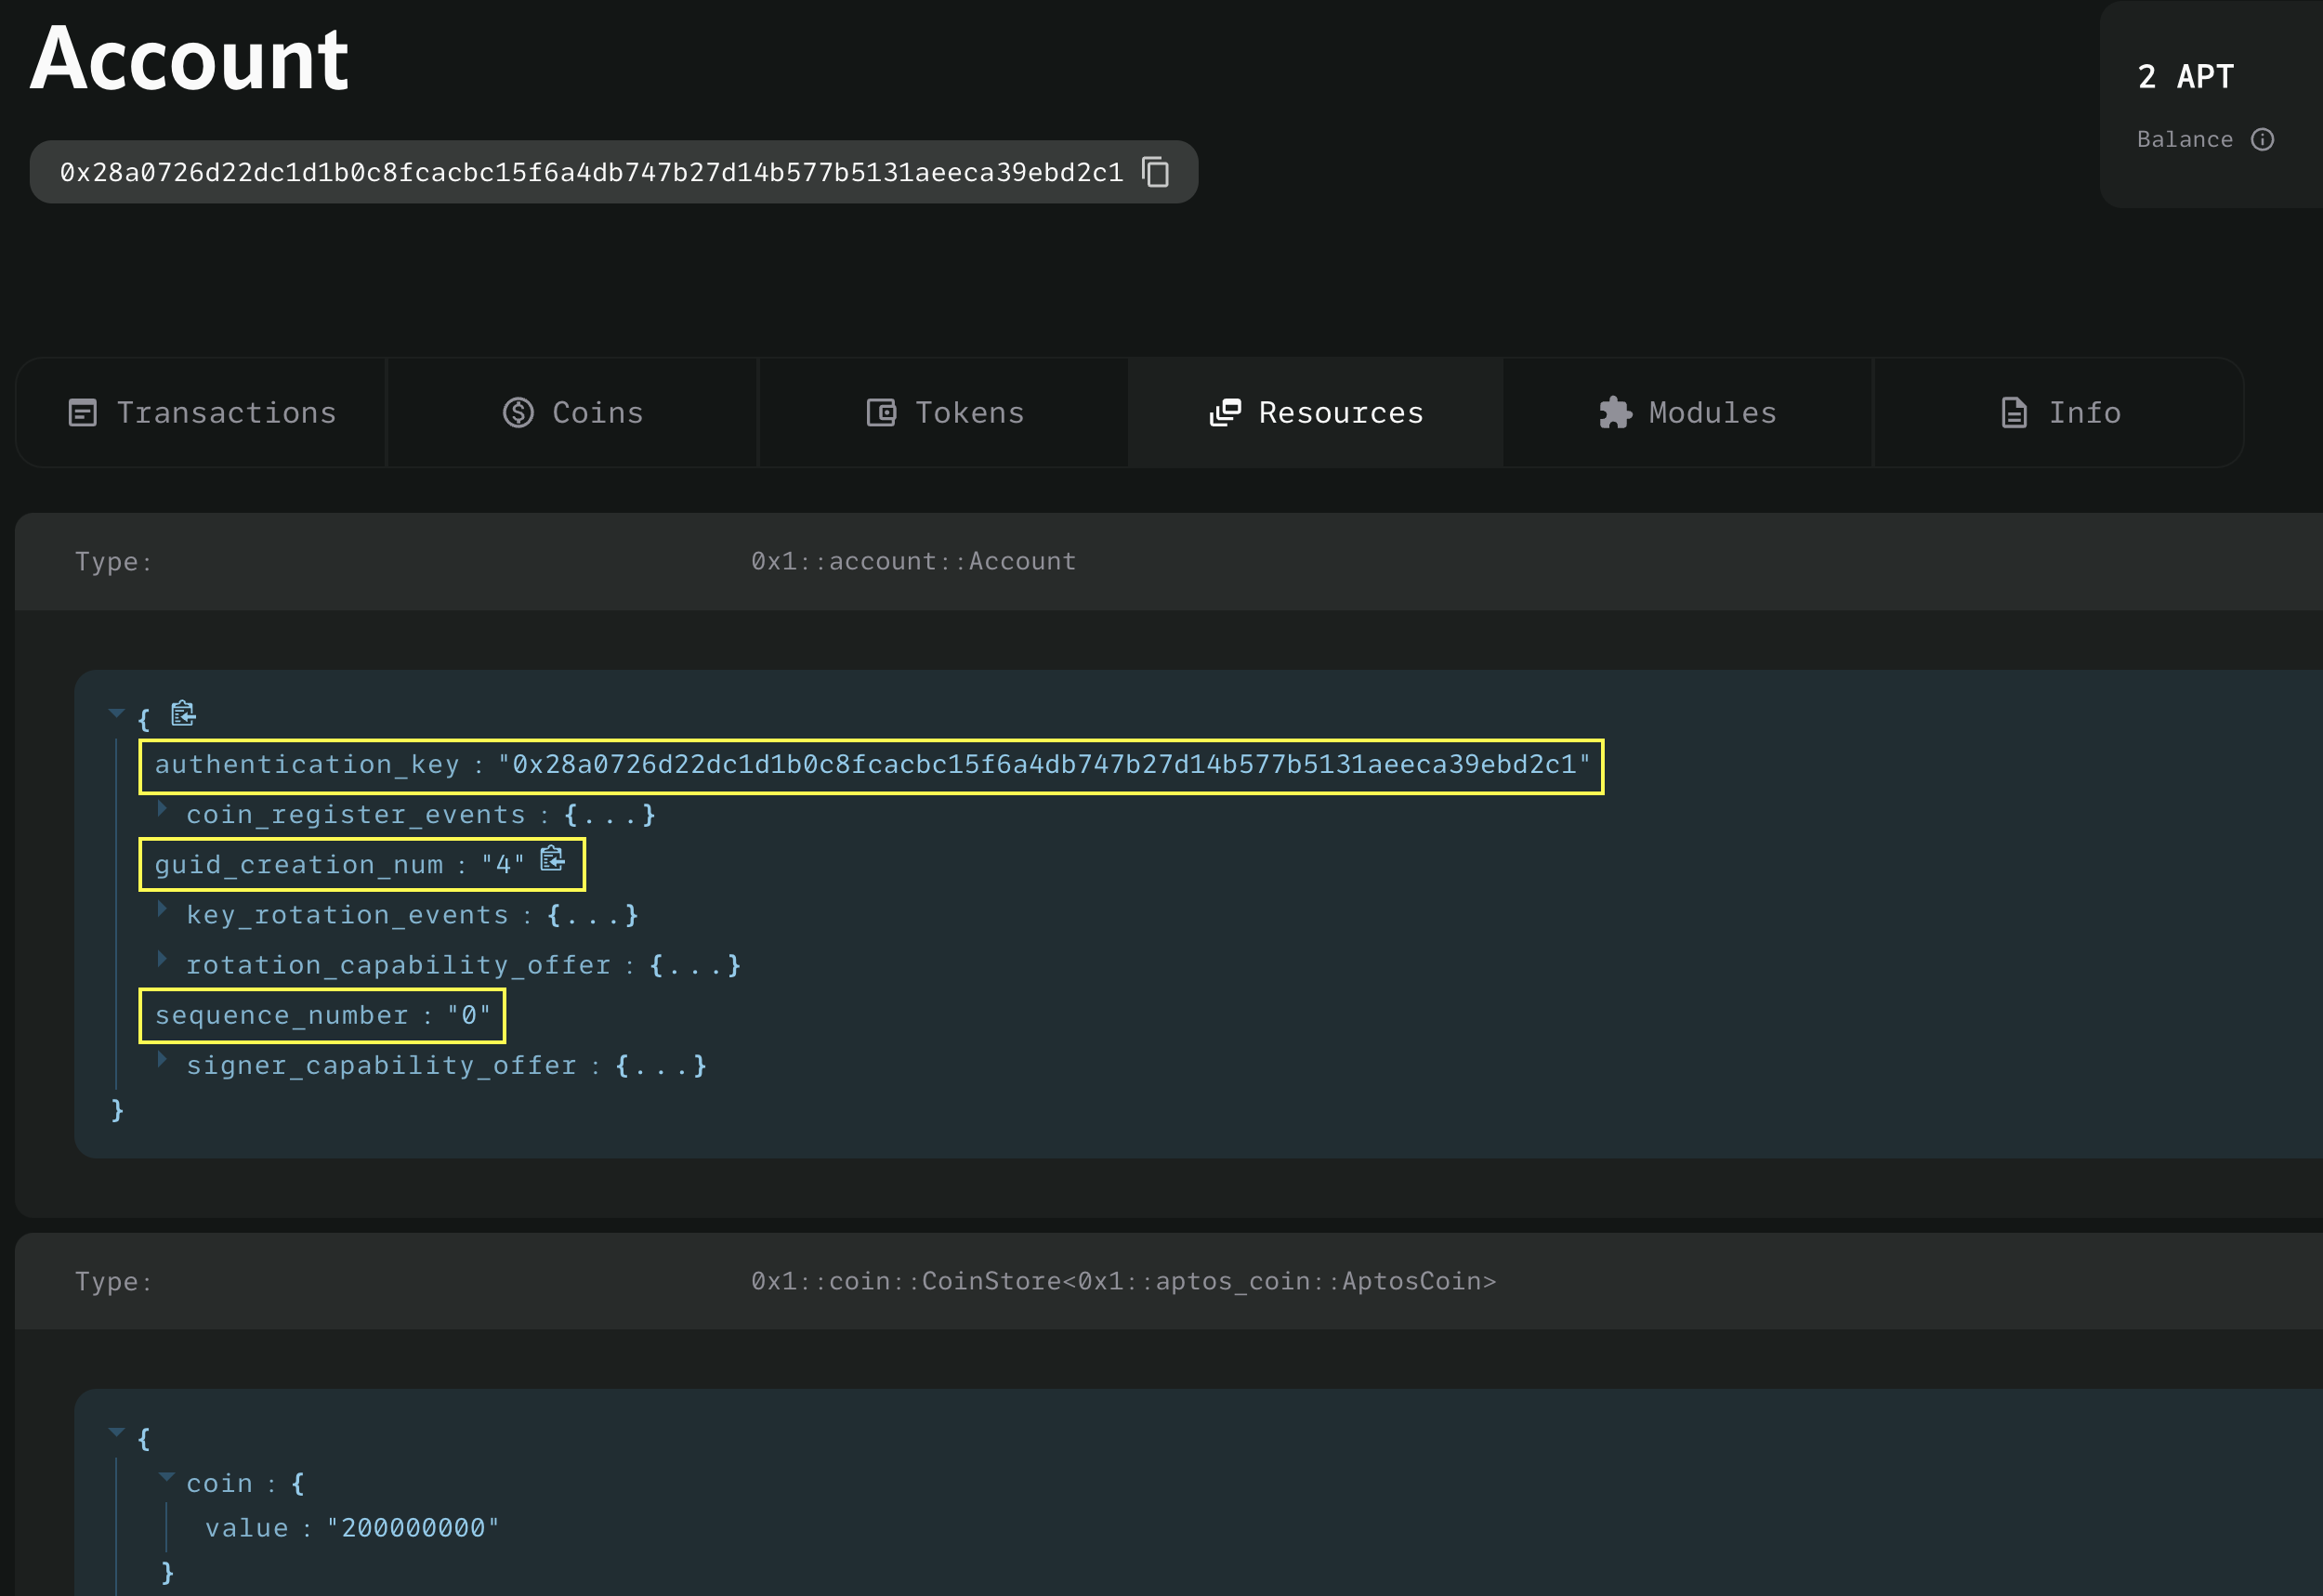 Account
2 APT
Balance
0x28a0726d22dc1d1b0c8fcacbc15f6a4db747b27d14b577b5131aeeca39ebd2c1
Transactions
Coins
Tokens
Resources
Modules
Info
Type: 0x1::account::Account
{
authentication_key : "0x28a0726d22dc1d1b0c8fcacbc15f6a4db747b27d14b577b5131aeeca39ebd2c1"
coin_register_events : {...}
guid_creation_num : "4"
key_rotation_events : {...}
rotation_capability_offer : {...}
sequence_number : "0"
signer_capability_offer : {...}
}
Type: 0x1::coin::CoinStore<0x1::aptos_coin::AptosCoin>
{
coin : {
value : "200000000"
}